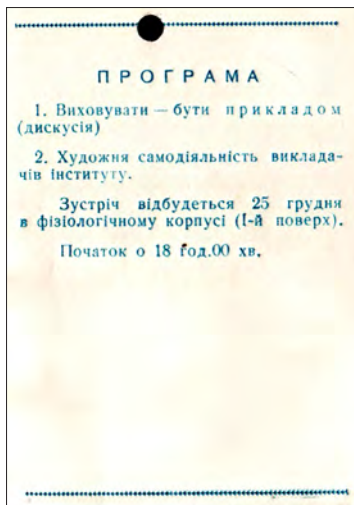 ПРОГРАМА
1. Виховувати — бути прикладом
(дискусія)
2. Художня самодіяльність виклада-
чів інституту.
Зустріч відбудеться 25 грудня
в фізіологічному корпусі (І-й поверх).
Початок о 18 год.00 хв.